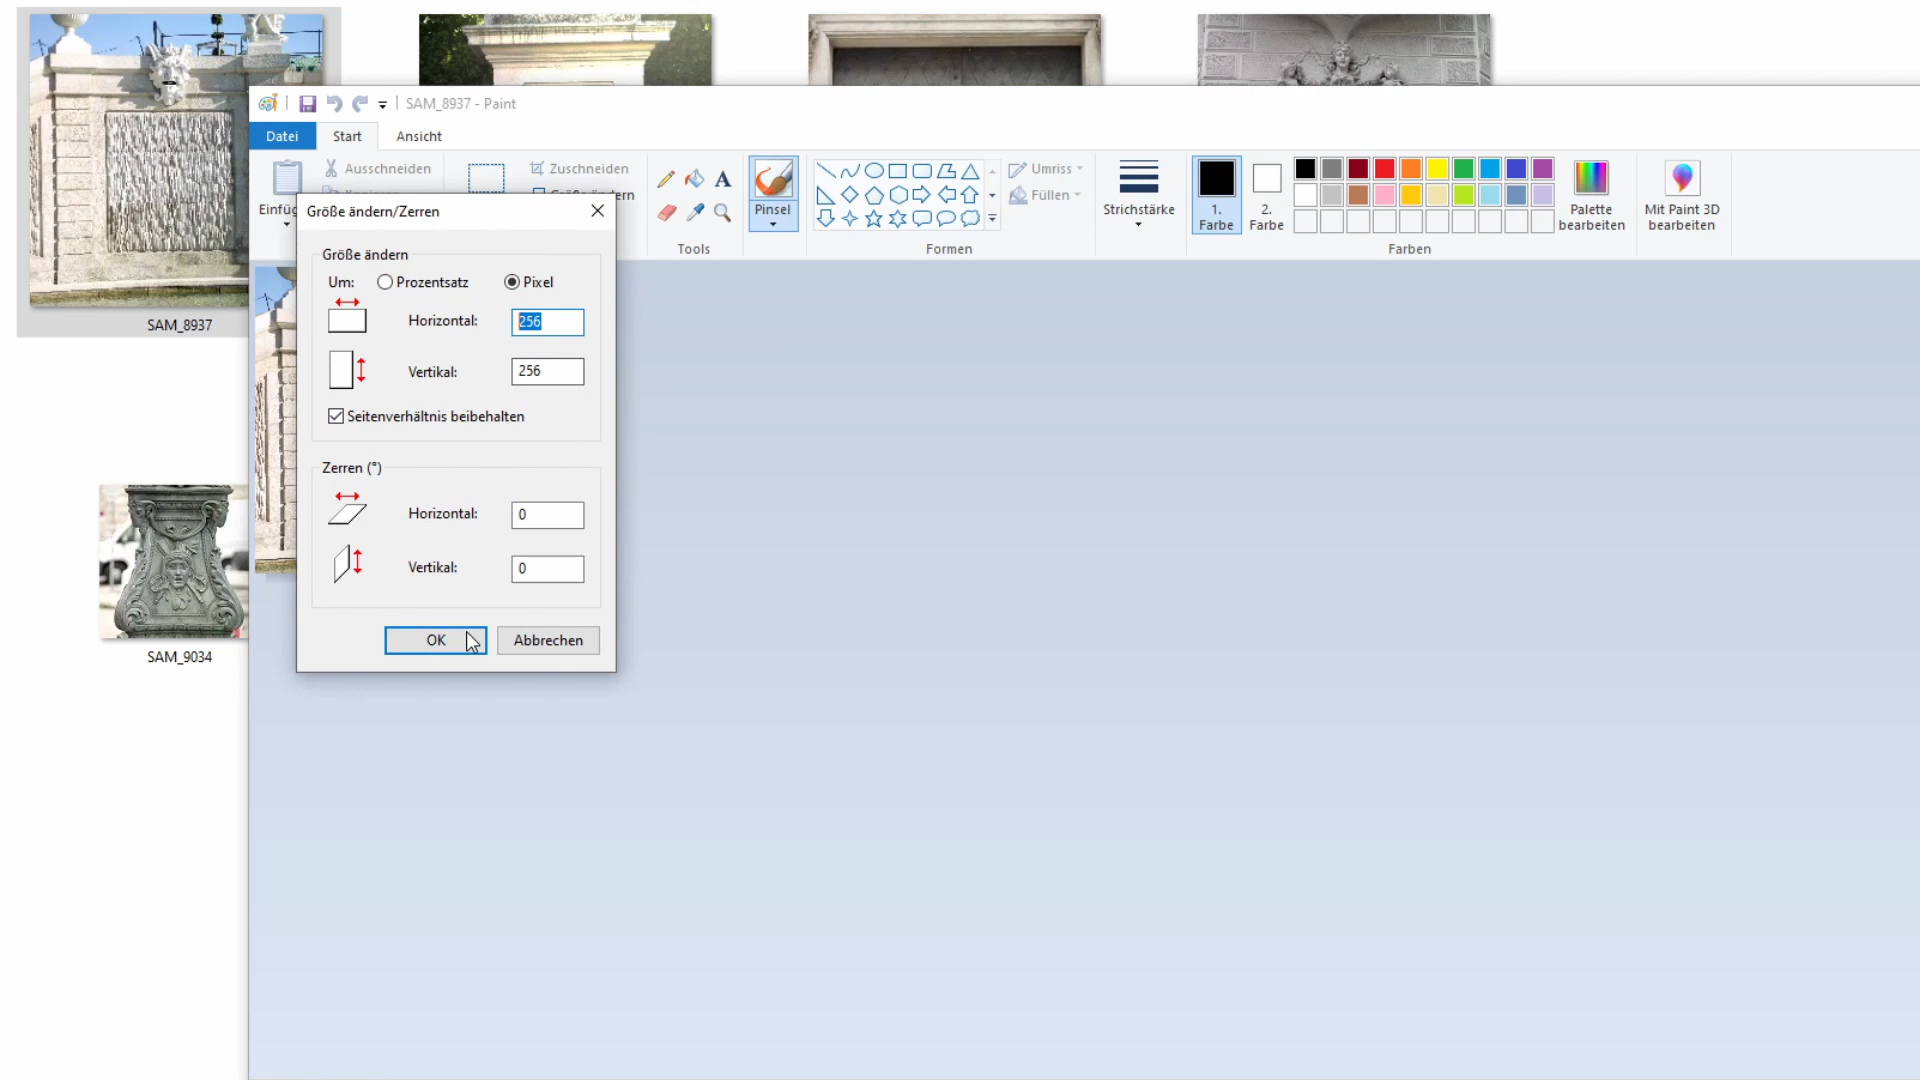 SAM_8937 - Paint
Datei Start Ansicht
Ausschneiden
Zuschneiden
Einfüg
Pinsel
Tools
Formen
Umriss
Füllen
Strichstärke
1.
Farbe
2.
Farbe
Palette
bearbeiten
Farben
Mit Paint 3D
bearbeiten
Größe ändern/Zerren
Größe ändern
Um: Prozentsatz Pixel
Horizontal: 256
Vertikal: 256
Seitenverhältnis beibehalten
Zerren (°)
Horizontal: 0
Vertikal: 0
OK Abbrechen
SAM_8937
SAM_9034